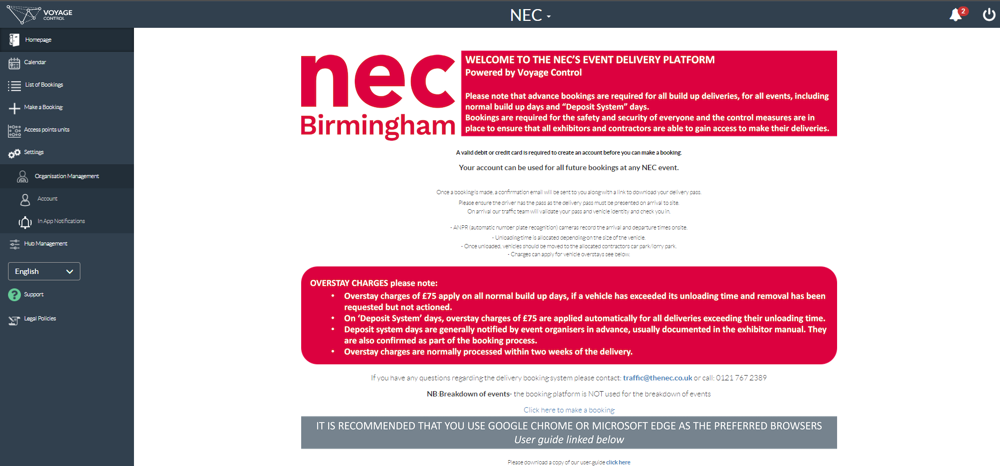 VOYAGE
CONTROL
NEC
2
Homepage
Calendar
List of Bookings
Make a Booking
Access points units
Settings
Organisation Management
Account
In App Notifications
Hub Management
English
Support
Legal Policies
nec
Birmingham
WELCOME TO THE NEC'S EVENT DELIVERY PLATFORM
Powered by Voyage Control
Please note that advance bookings are required for all build up deliveries, for all events, including
normal build up days and “Deposit System” days.
Bookings are required for the safety and security of everyone and the control measures are in
place to ensure that all exhibitors and contractors are able to gain access to make their deliveries.
A valid debit or credit card is required to create an account before you can make a booking.
Your account can be used for all future bookings at any NEC event.
Once a booking is made, a confirmation email will be sent to you along with a link to download your delivery pass.
Please ensure the driver has the pass as the delivery pass must be presented on arrival to site.
On arrival our traffic team will validate your pass and vehicle identity and check you in.
- ANPR (automatic number plate recognition) cameras record the arrival and departure times onsite.
- Unloading time is allocated depending on the size of the vehicle.
- Once unloaded, vehicles should be moved to the allocated contractors car park/lorry park.
- Charges can apply for vehicle overstays see below.
OVERSTAY CHARGES please note:
• Overstay charges of £75 apply on all normal build up days, if a vehicle has exceeded its unloading time and removal has been
requested but not actioned.
• On ‘Deposit System’ days, overstay charges of £75 are applied automatically for all deliveries exceeding their unloading time.
• Deposit system days are generally notified by event organisers in advance, usually documented in the exhibitor manual. They
are also confirmed as part of the booking process.
• Overstay charges are normally processed within two weeks of the delivery.
If you have any questions regarding the delivery booking system please contact: traffic@thenec.co.uk or call: 0121 767 2389
NB:Breakdown of events- the booking platform is NOT used for the breakdown of events
Click here to make a booking
IT IS RECOMMENDED THAT YOU USE GOOGLE CHROME OR MICROSOFT EDGE AS THE PREFERRED BROWSERS
User guide linked below
Please download a copy of our user-guide click here